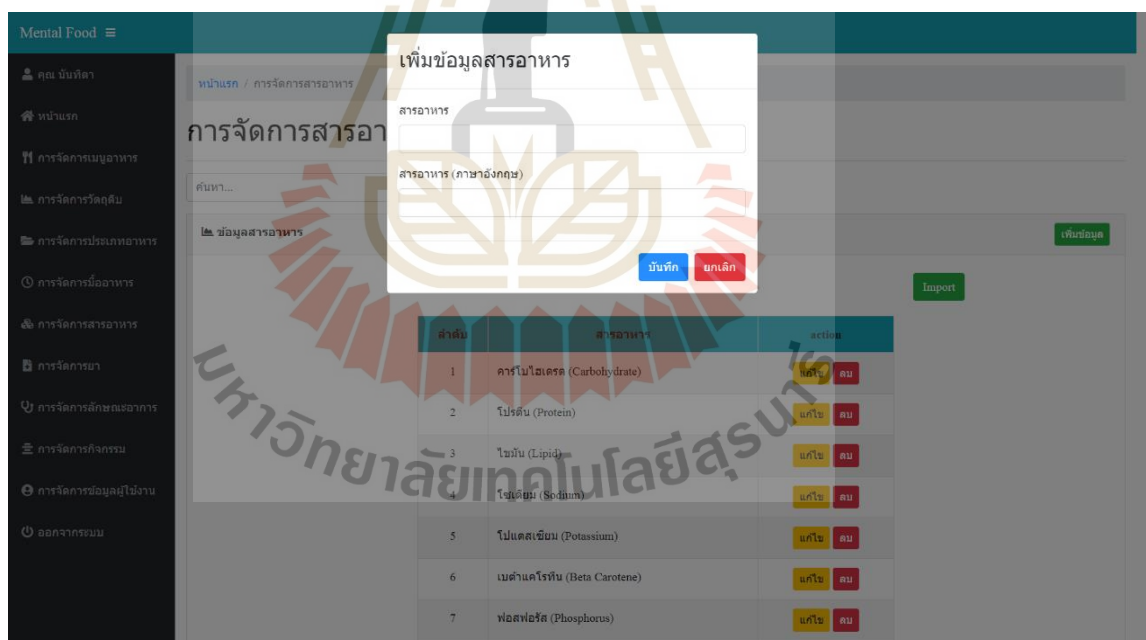 Mental Food
คุณ บันทิตา
หน้าแรก
การจัดการเมนูอาหาร
การจัดการวัตถุดิบ
การจัดการประเภทอาหาร
การจัดการมื้ออาหาร
การจัดการสารอาหาร
การจัดการยา
การจัดการลักษณะอาการ
การจัดการกิจกรรม
การจัดการข้อมูลผู้ใช้งาน
ออกจากระบบ
หน้าแรก / การจัดการสารอาหาร
การจัดการสารอา
ค้นหา...
ข้อมูลสารอาหาร
เพิ่มข้อมูล
เพิ่มข้อมูลสารอาหาร
สารอาหาร
สารอาหาร (ภาษาอังกฤษ)
บันทึก ยกเลิก
Import
ลำดับ สารอาหาร action
1 คาร์โบไฮเดรต (Carbohydrate) แก้ไข ลบ
2 โปรตีน (Protein) แก้ไข ลบ
3 ไขมัน (Lipid) แก้ไข ลบ
4 โซเดียม (Sodium) แก้ไข ลบ
5 โปแตสเซียม (Potassium) แก้ไข ลบ
6 เบต้าแคโรทีน (Beta Carotene) แก้ไข ลบ
7 ฟอสฟอรัส (Phosphorus) แก้ไข ลบ
มหาวิทยาลัยเทคโนโลยีสุรนารี